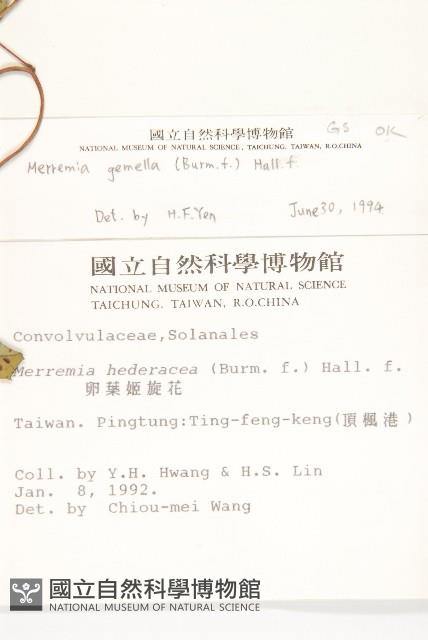 國立自然科學博物館
GS OK
NATIONAL MUSEUM OF NATURAL SCIENCE, TAICHUNG. TAIWAN, R.O.CHINA
Merremia gemella (Burm.f.) Hall.f.
Det. by H.F.Yen June 30, 1994
國立自然科學博物館
NATIONAL MUSEUM OF NATURAL SCIENCE
TAICHUNG. TAIWAN, R.O.CHINA
Convolvulaceae,Solanales
Merremia hederacea (Burm. f.) Hall. f.
卵葉姬旋花
Taiwan. Pingtung:Ting-feng-keng(頂楓港)
Coll. by Y.H. Hwang & H.S. Lin
Jan. 8, 1992.
Det. by Chiou-mei Wang
國立自然科學博物館
NATIONAL MUSEUM OF NATURAL SCIENCE